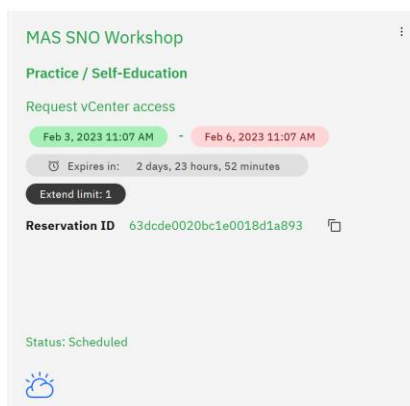 MAS SNO Workshop
Practice / Self-Education
Request vCenter access
Feb 3, 2023 11:07 AM - Feb 6, 2023 11:07 AM
Expires in: 2 days, 23 hours, 52 minutes
Extend limit: 1
Reservation ID 63dcde0020bc1e0018d1a893
Status: Scheduled